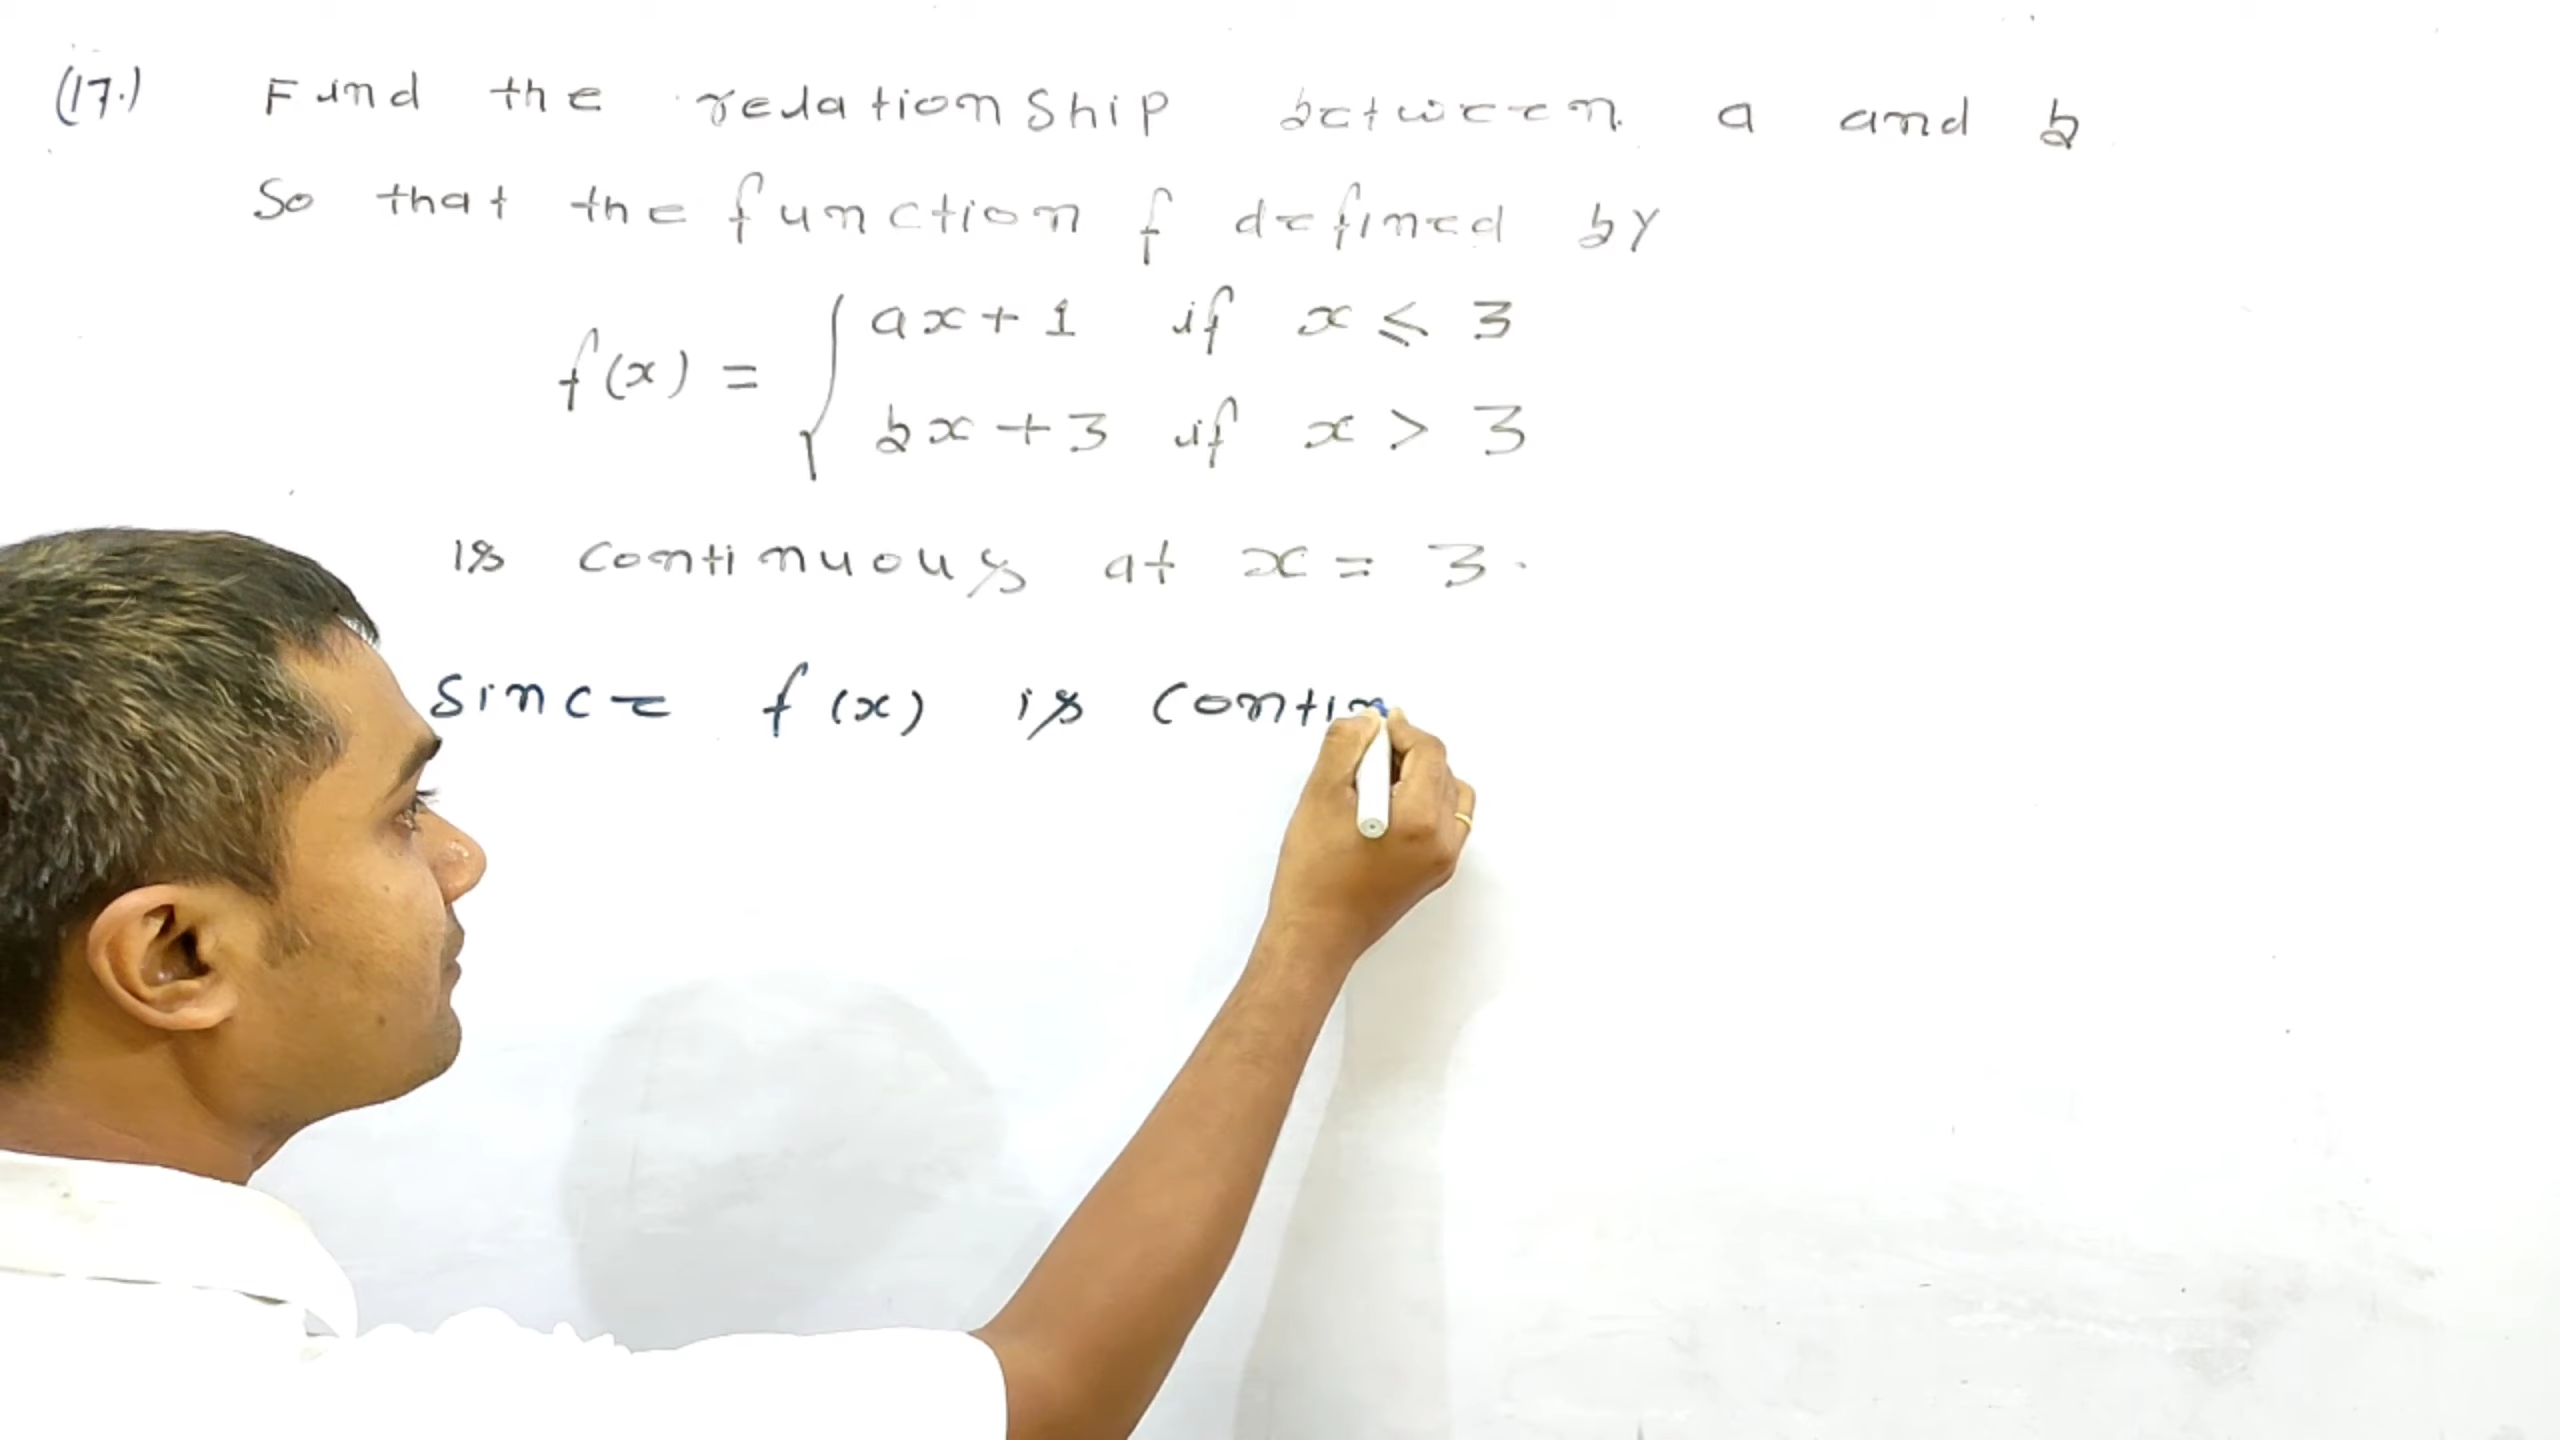 (17.) Find the relationship between a and b
So that the function f defined by
f(x) = { ax + 1 if x ≤ 3
bx + 3 if x > 3
is continuous at x = 3.
Since f(x) is contin